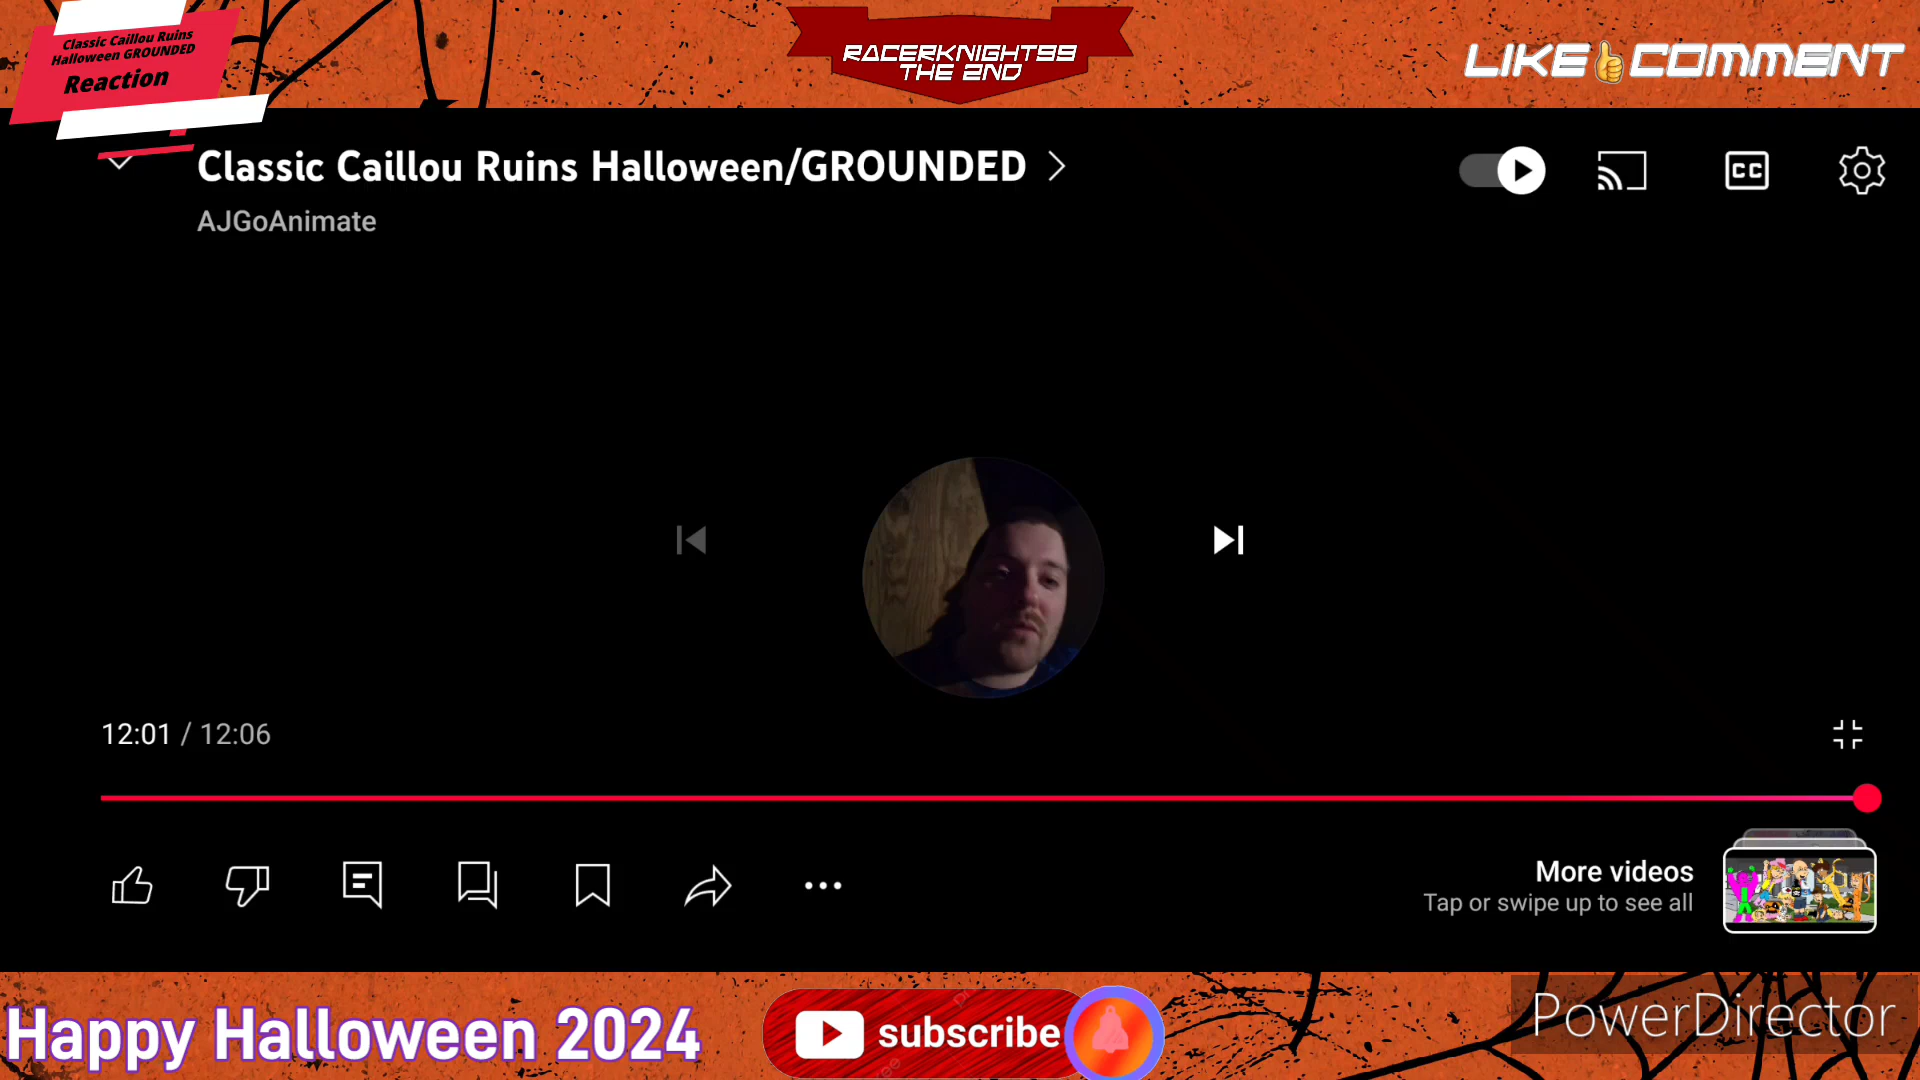 Classic Caillou Ruins
Halloween GROUNDED
Reaction
RACERKNIGHT99
THE 2ND
LIKE👍COMMENT
Classic Caillou Ruins Halloween/GROUNDED
AJGoAnimate
CC
12:01 / 12:06
More videos
Tap or swipe up to see all
Happy Halloween 2024
subscribe
PowerDirector